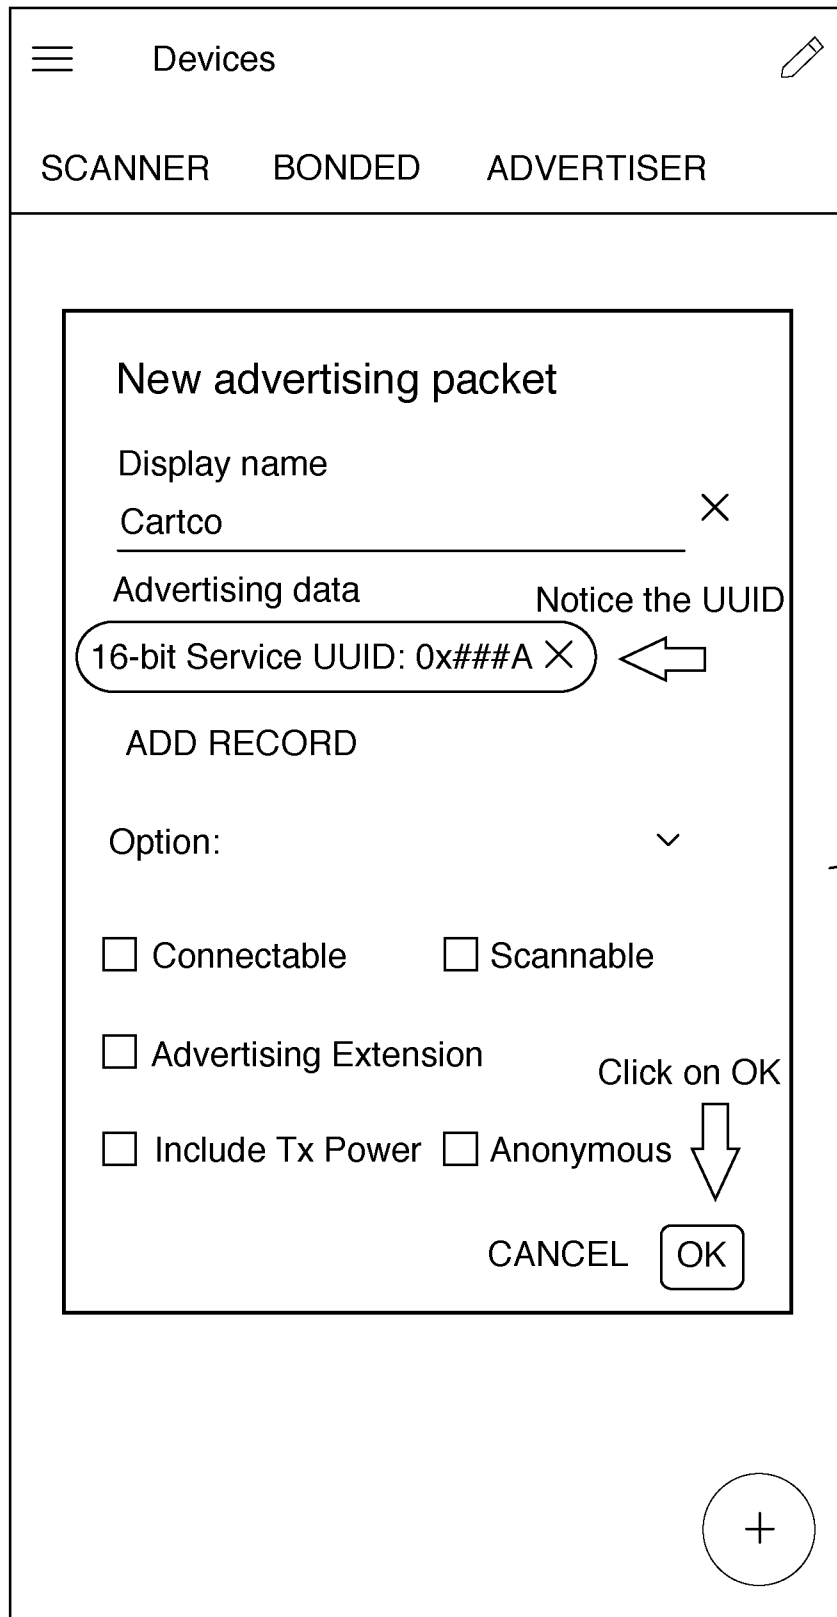 Devices
SCANNER BONDED ADVERTISER
New advertising packet
Display name
Cartco
Advertising data
Notice the UUID
16-bit Service UUID: 0x###A
ADD RECORD
Option:
Connectable Scannable
Advertising Extension
Click on OK
Include Tx Power Anonymous
CANCEL OK